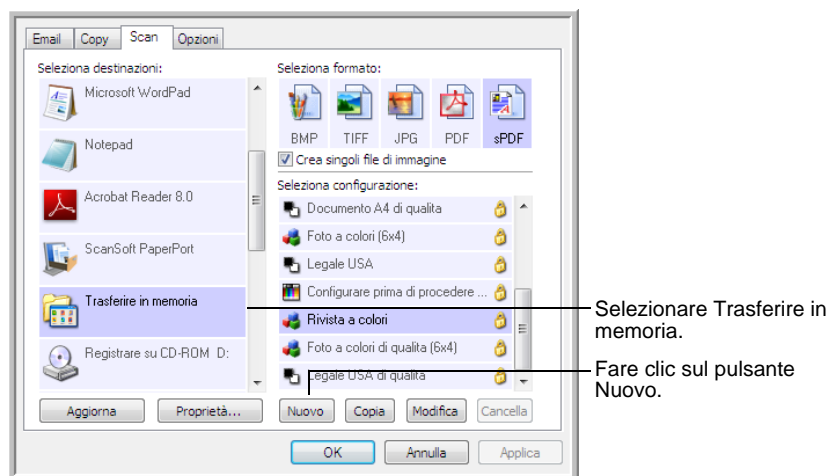 Email Copy Scan Opzioni
Seleziona destinazioni:
Microsoft WordPad
Notepad
Acrobat Reader 8.0
ScanSoft PaperPort
Trasferire in memoria
Registrare su CD-ROM D:
Aggiorna Proprietà...
Seleziona formato:
BMP TIFF JPG PDF sPDF
Crea singoli file di immagine
Seleziona configurazione:
Documento A4 di qualita
Foto a colori (6x4)
Legale USA
Configurare prima di procedere ...
Rivista a colori
Foto a colori di qualita (6x4)
Legale USA di qualita
Nuovo Copia Modifica Cancella
OK Annulla Applica
Selezionare Trasferire in
memoria.
Fare clic sul pulsante
Nuovo.